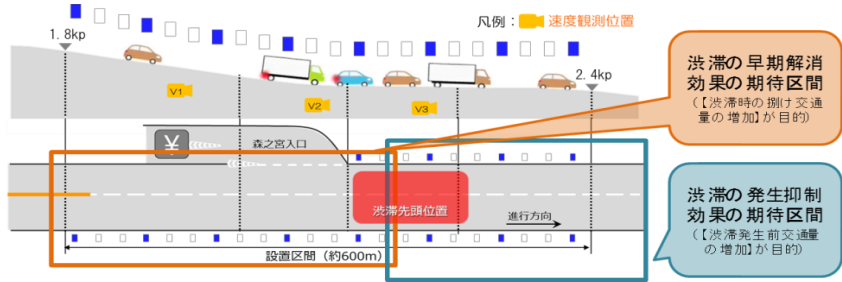 凡例：速度観測位置
1.8kp
2.4kp
V1
V2
V3
渋滞の早期解消
効果の期待区間
（【渋滞時の捌け交通
量の増加】が目的）
¥
森之宮入口
渋滞先頭位置
進行方向
設置区間（約600m）
渋滞の発生抑制
効果の期待区間
（【渋滞発生前交通量
の増加】が目的）